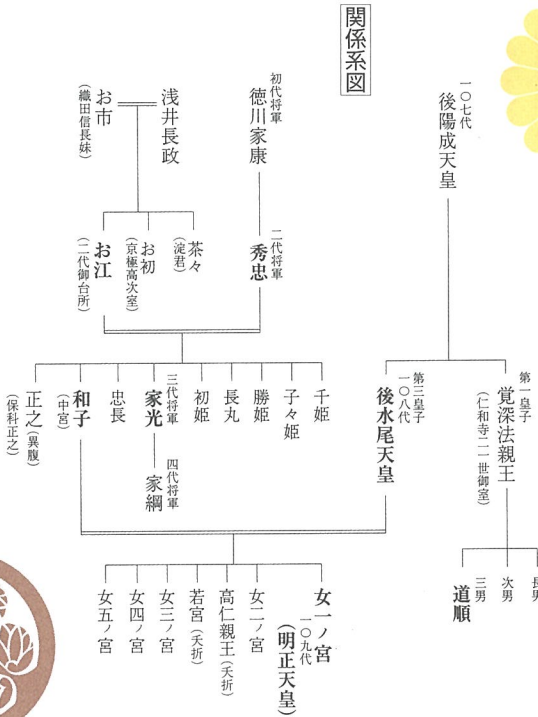 関係系図
一〇七代
後陽成天皇
第一皇子
覚深法親王
(仁和寺二一世御室)
長男
次男
三男
道順
第三皇子
一〇八代
後水尾天皇
初代将軍
徳川家康
二代将軍
秀忠
浅井長政
お市
(織田信長妹)
茶々
(淀君)
お初
(京極高次室)
お江
(二代御台所)
千姫
子々姫
勝姫
長丸
初姫
三代将軍
家光
四代将軍
家綱
忠長
和子
(中宮)
正之(異腹)
(保科正之)
女一ノ宮
一〇九代
(明正天皇)
女二ノ宮
高仁親王(夭折)
若宮(夭折)
女三ノ宮
女四ノ宮
女五ノ宮